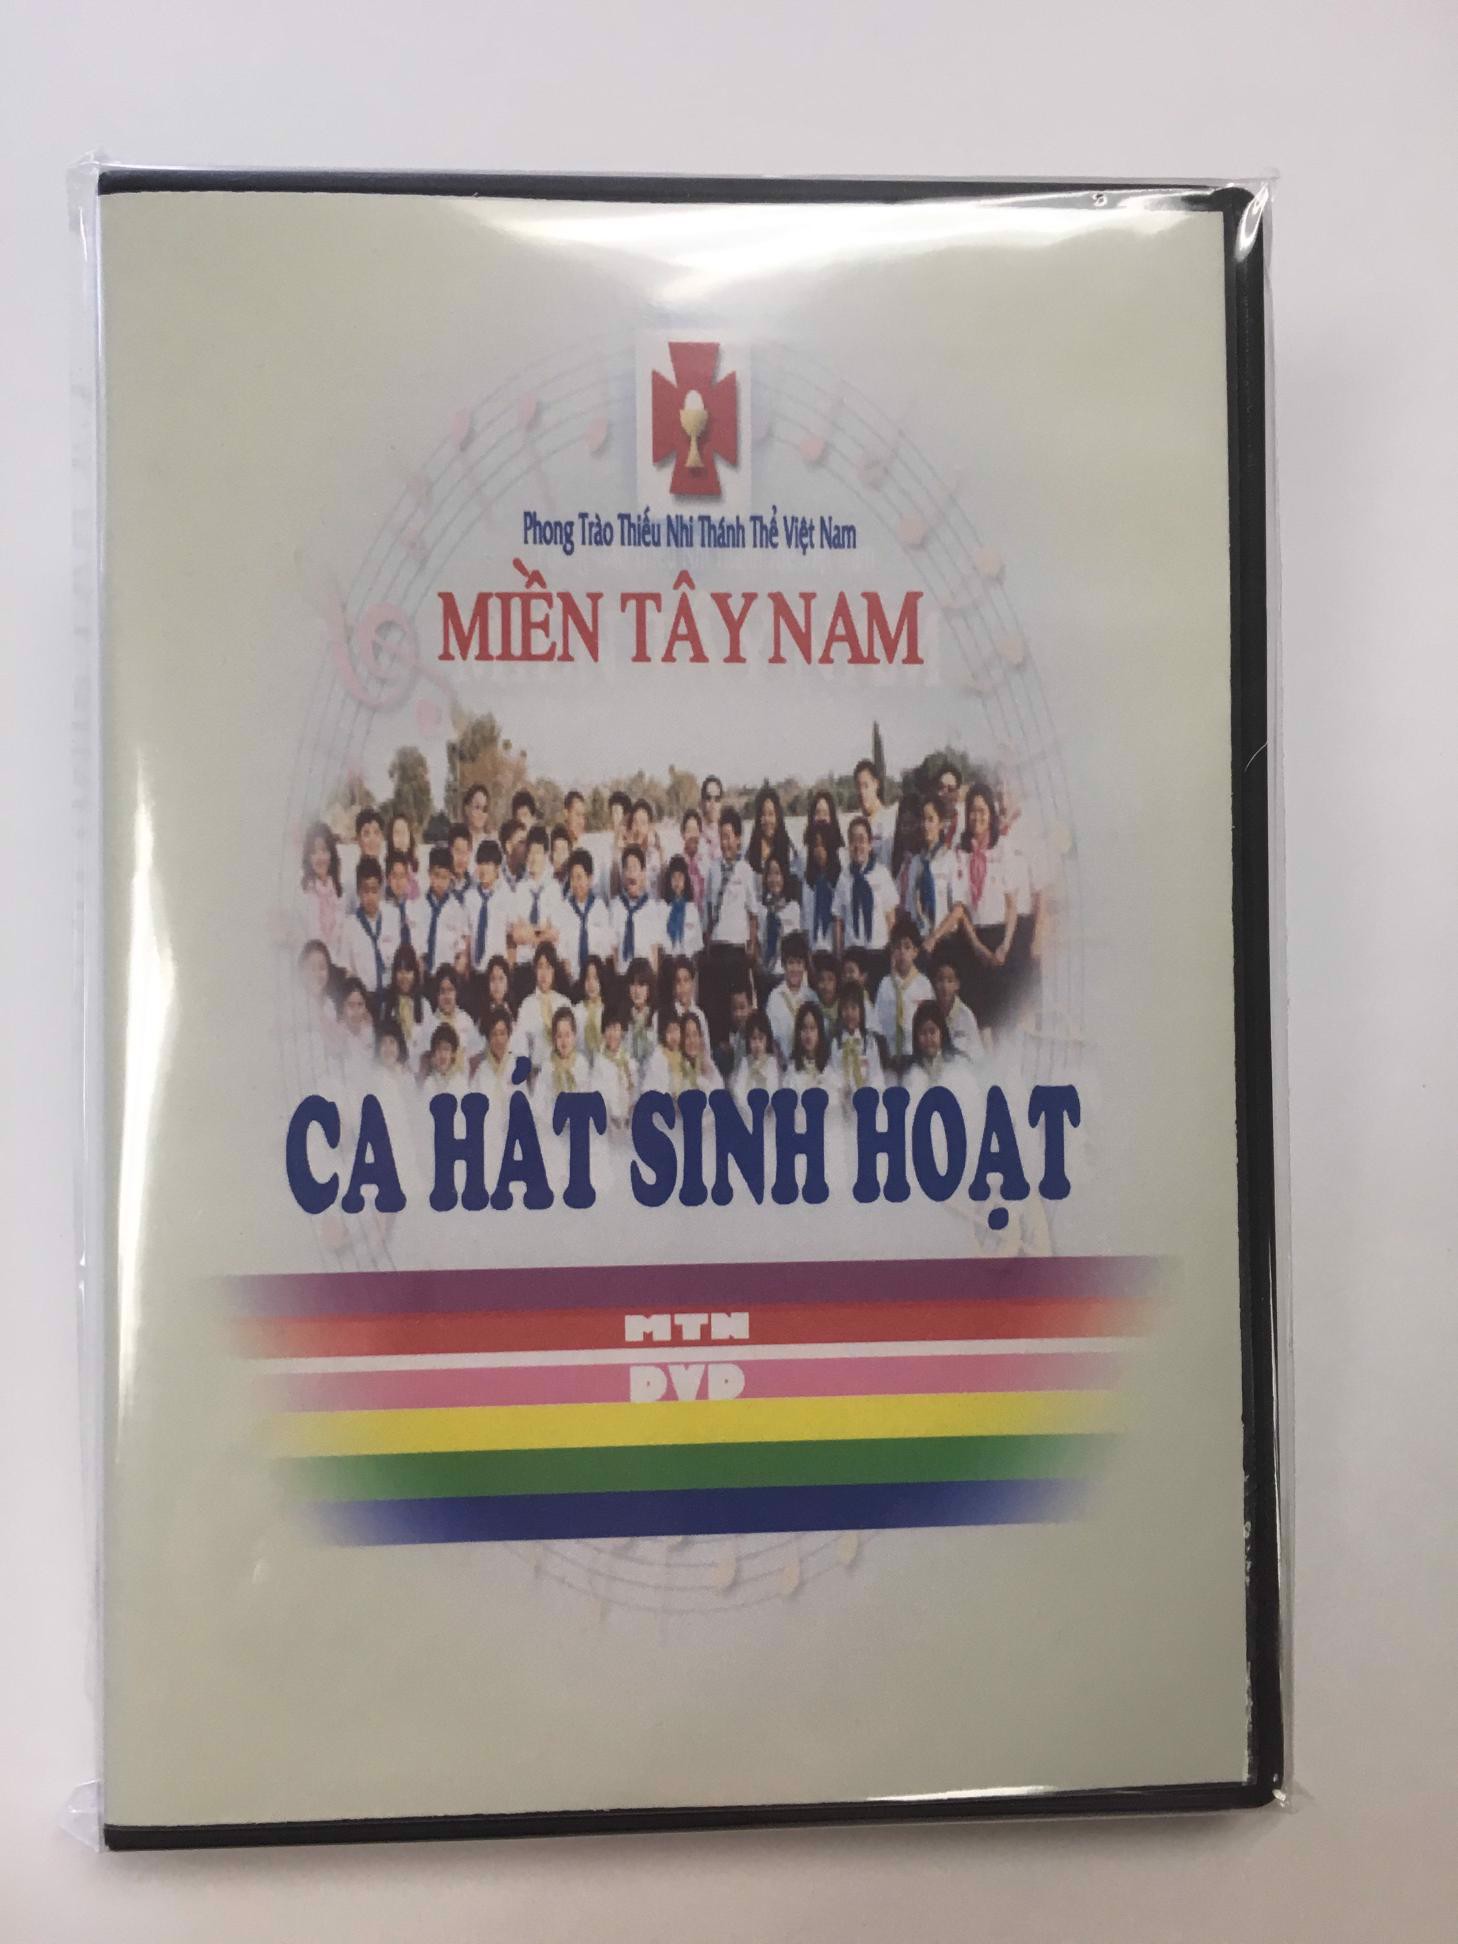 Phong Trào Thiếu Nhi Thánh Thể Việt Nam
MIỀN TÂY NAM
CA HÁT SINH HOẠT
MTN
DVD